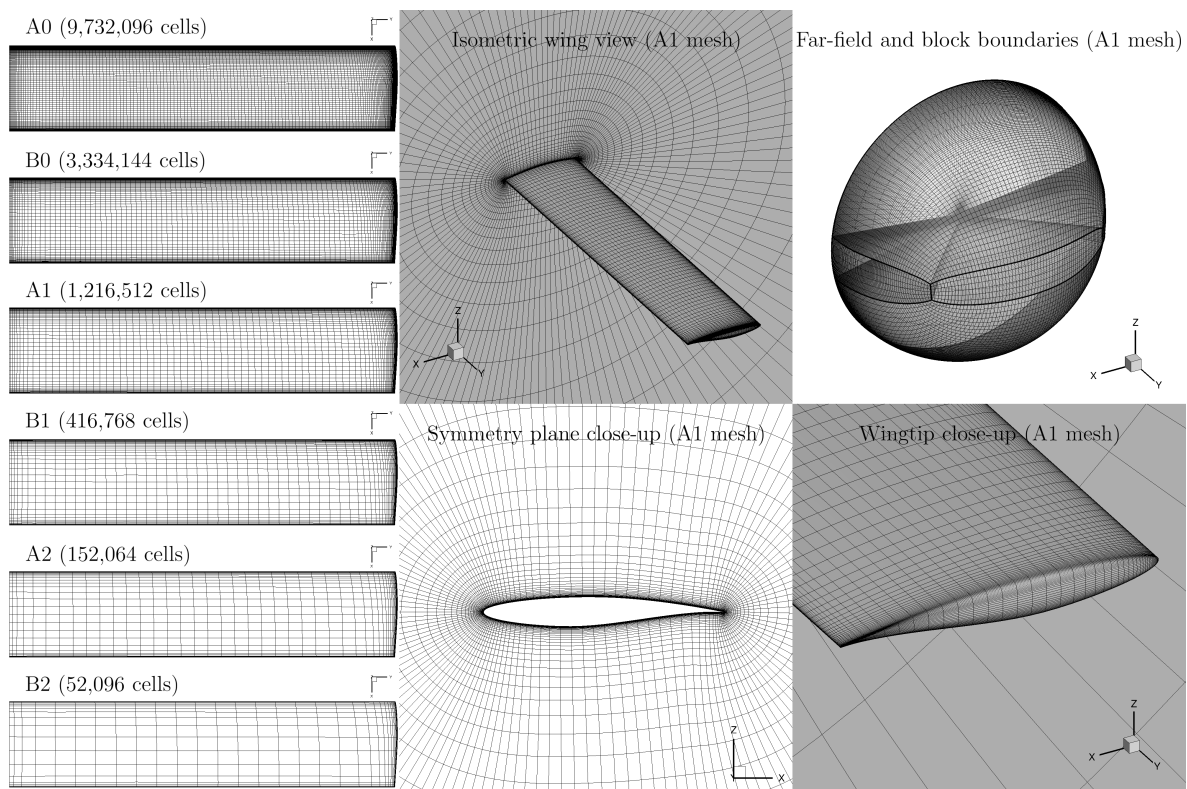 A0 (9,732,096 cells)
B0 (3,334,144 cells)
A1 (1,216,512 cells)
B1 (416,768 cells)
A2 (152,064 cells)
B2 (52,096 cells)
Isometric wing view (A1 mesh)
Z
X
Y
Far-field and block boundaries (A1 mesh)
Z
X
Y
Symmetry plane close-up (A1 mesh)
Z
Y
X
Wingtip close-up (A1 mesh)
Z
X
Y